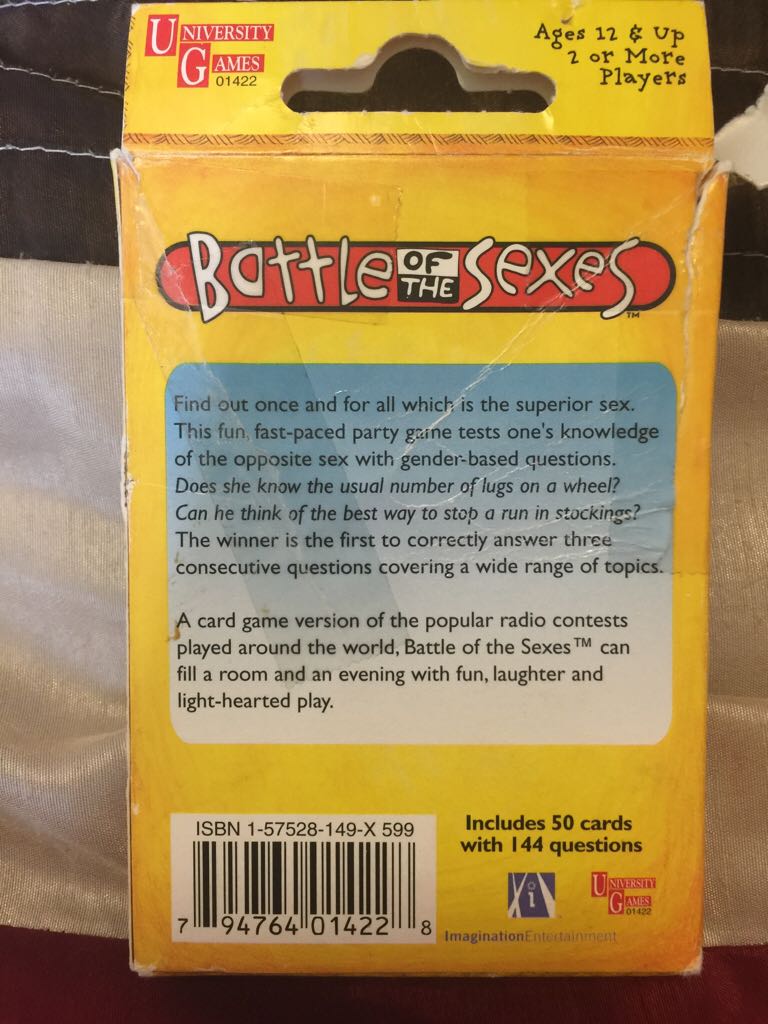 UNIVERSITY
GAMES
01422
Ages 12 & Up
2 or More
Players
Battle OF THE Sexes™
Find out once and for all which is the superior sex.
This fun, fast-paced party game tests one's knowledge
of the opposite sex with gender-based questions.
Does she know the usual number of lugs on a wheel?
Can he think of the best way to stop a run in stockings?
The winner is the first to correctly answer three
consecutive questions covering a wide range of topics.
A card game version of the popular radio contests
played around the world, Battle of the Sexes™ can
fill a room and an evening with fun, laughter and
light-hearted play.
ISBN 1-57528-149-X 599
7 94764 01422 8
Includes 50 cards
with 144 questions
i
ImaginationEntertainment
UNIVERSITY
GAMES
01422